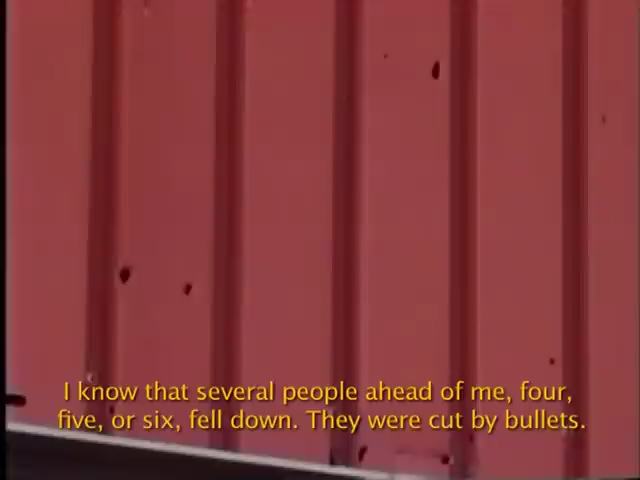 I know that several people ahead of me, four,
five, or six, fell down. They were cut by bullets.